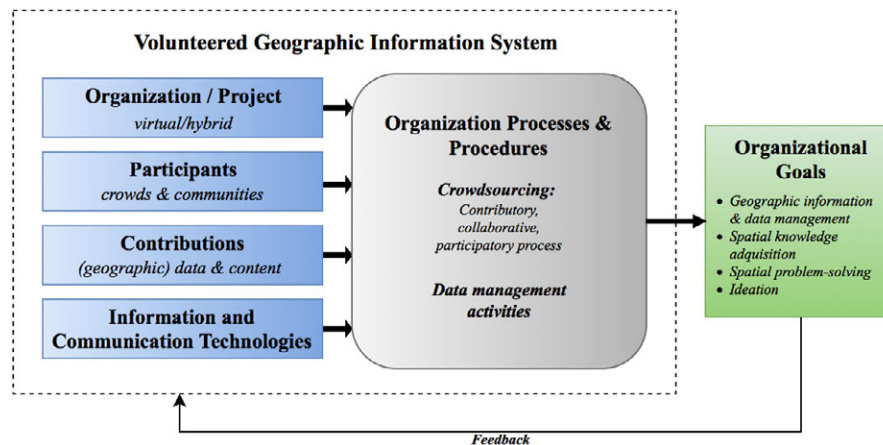 Volunteered Geographic Information System
Organization / Project
virtual/hybrid
Participants
crowds & communities
Contributions
(geographic) data & content
Information and
Communication Technologies
Organization Processes &
Procedures
Crowdsourcing:
Contributory,
collaborative,
participatory process
Data management
activities
Organizational
Goals
• Geographic information
& data management
• Spatial knowledge
adquisition
• Spatial problem-solving
• Ideation
Feedback